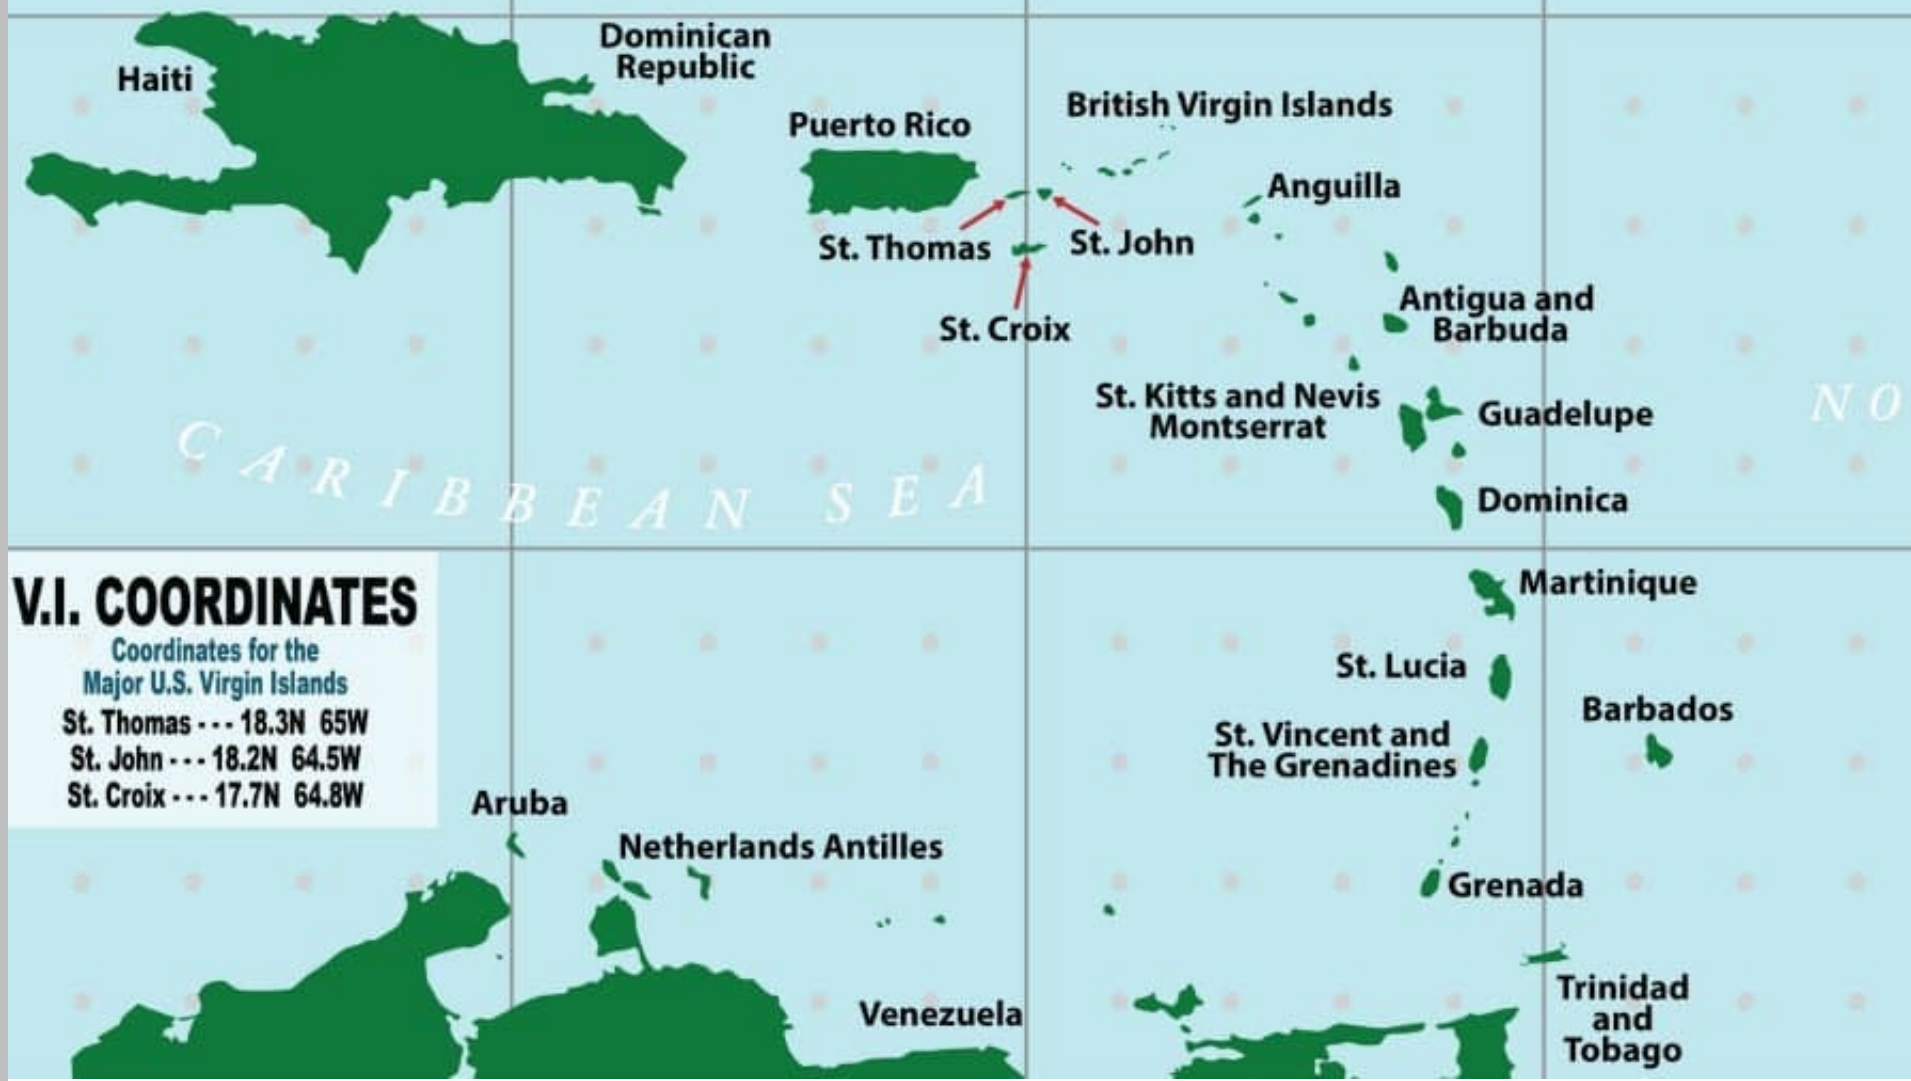 Haiti
Dominican
Republic
Puerto Rico
British Virgin Islands
Anguilla
St. Thomas
St. John
St. Croix
Antigua and
Barbuda
St. Kitts and Nevis
Montserrat
Guadelupe
Dominica
NO
CARIBBEAN SEA
V.I. COORDINATES
Coordinates for the
Major U.S. Virgin Islands
St. Thomas - - - 18.3N 65W
St. John - - - 18.2N 64.5W
St. Croix - - - 17.7N 64.8W
Martinique
St. Lucia
Barbados
St. Vincent and
The Grenadines
Aruba
Netherlands Antilles
Grenada
Venezuela
Trinidad
and
Tobago